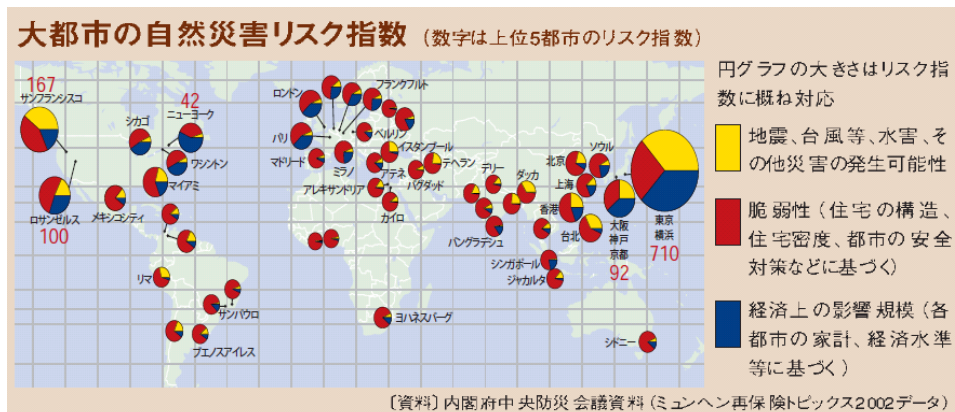 大都市の自然災害リスク指数 (数字は上位5都市のリスク指数)
円グラフの大きさはリスク指
数に概ね対応
地震、台風等、水害、そ
の他災害の発生可能性
脆弱性(住宅の構造、
住宅密度、都市の安全
対策などに基づく)
経済上の影響規模(各
都市の家計、経済水準
等に基づく)
167
サンフランシスコ
ロサンゼルス
100
シカゴ
42
ニューヨーク
ワシントン
マイアミ
メキシコシティ
リマ
サンパウロ
ブエノスアイレス
ロンドン
フランクフルト
パリ
ベルリン
マドリード
ミラノ
イスタンブール
アテネ
テヘラン
アレキサンドリア
バグダッド
カイロ
ヨハネスバーグ
デリー
ダッカ
バングラデシュ
北京
ソウル
上海
香港
台北
シンガポール
ジャカルタ
大阪
神戸
京都
92
東京
横浜
710
シドニー
〔資料〕内閣府中央防災会議資料(ミュンヘン再保険トピックス2002データ)